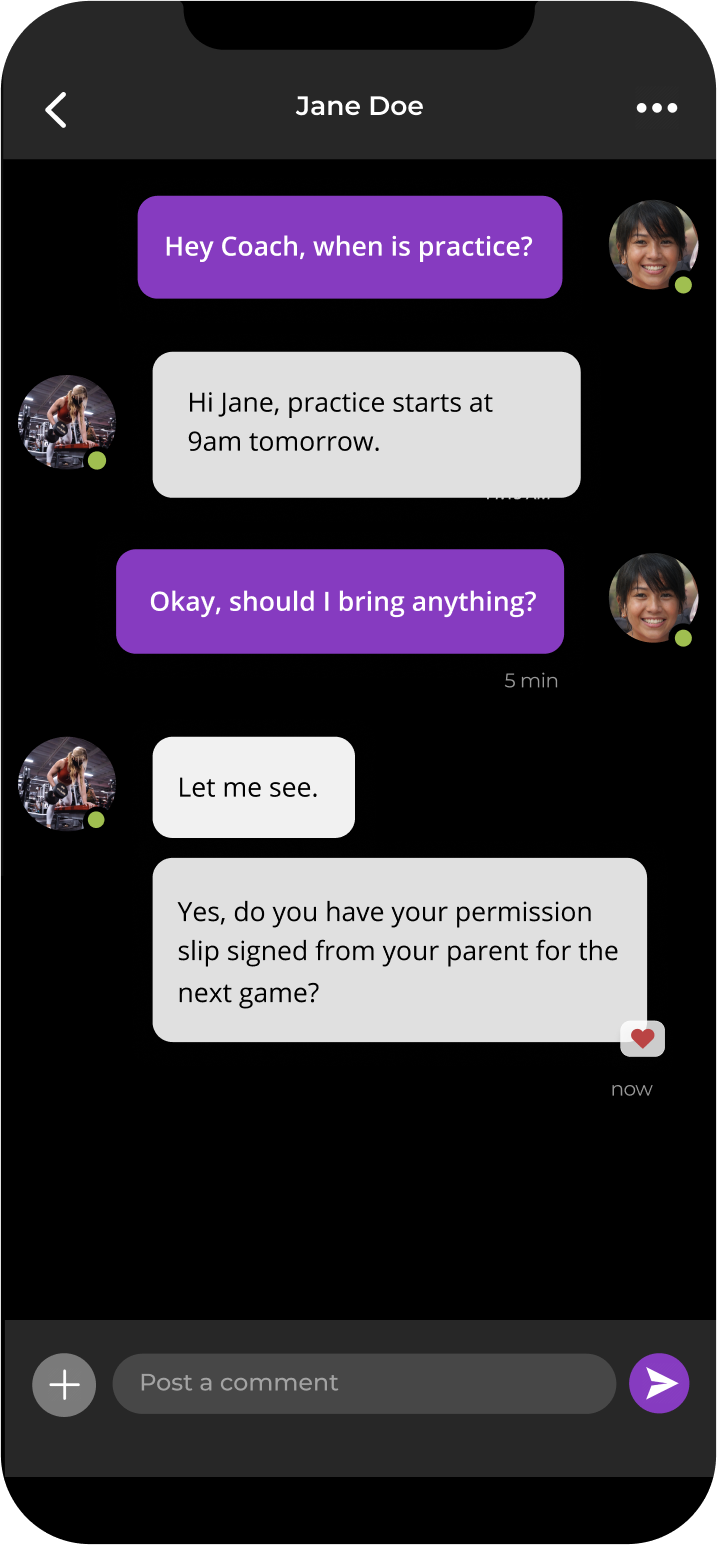 Jane Doe
Hey Coach, when is practice?
Hi Jane, practice starts at
9am tomorrow.
Okay, should I bring anything?
5 min
Let me see.
Yes, do you have your permission
slip signed from your parent for the
next game?
now
Post a comment